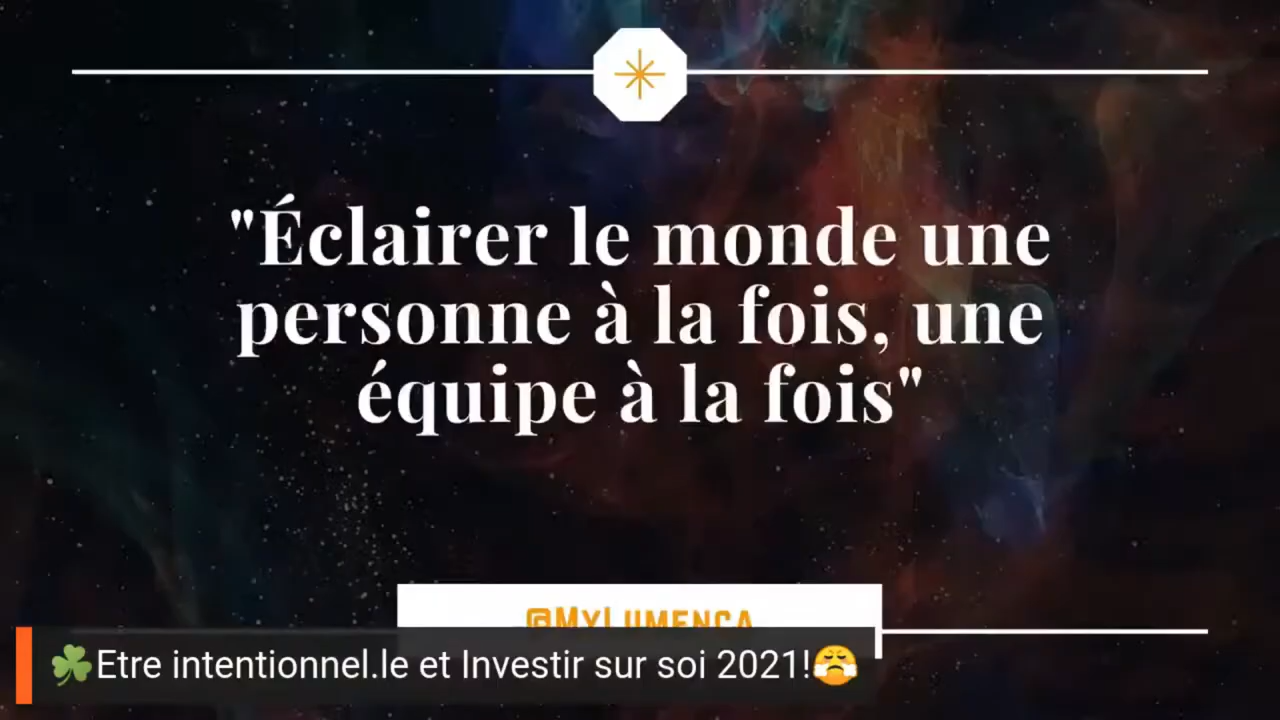 "Éclairer le monde une
personne à la fois, une
équipe à la fois"
@MYLUMENCA
☘️Etre intentionnel.le et Investir sur soi 2021!😤